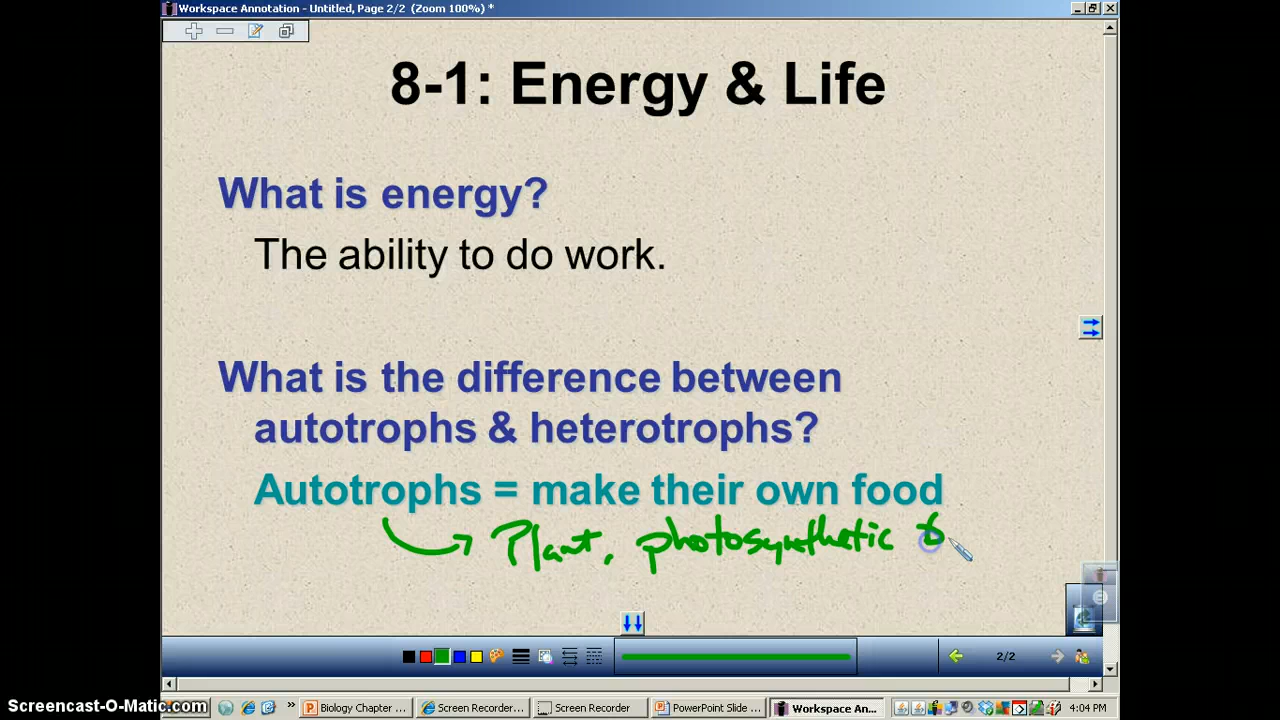 Workspace Annotation - Untitled, Page 2/2 (Zoom 100%) *
8-1: Energy & Life
What is energy?
The ability to do work.
What is the difference between
autotrophs & heterotrophs?
Autotrophs = make their own food
Plant, photosynthetic
2/2
Screencast-O-Matic.com
»
Biology Chapter ...
Screen Recorder...
Screen Recorder
PowerPoint Slide ...
Workspace An...
4:04 PM